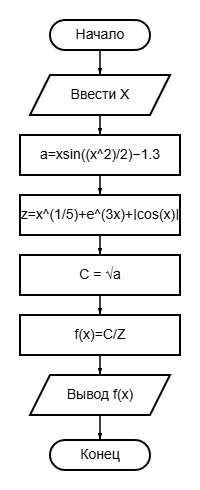 Начало
Ввести X
a=xsin((x^2)/2)−1.3
z=x^(1/5)+e^(3x)+|cos(x)|
C = √a
f(x)=C/Z
Вывод f(x)
Конец